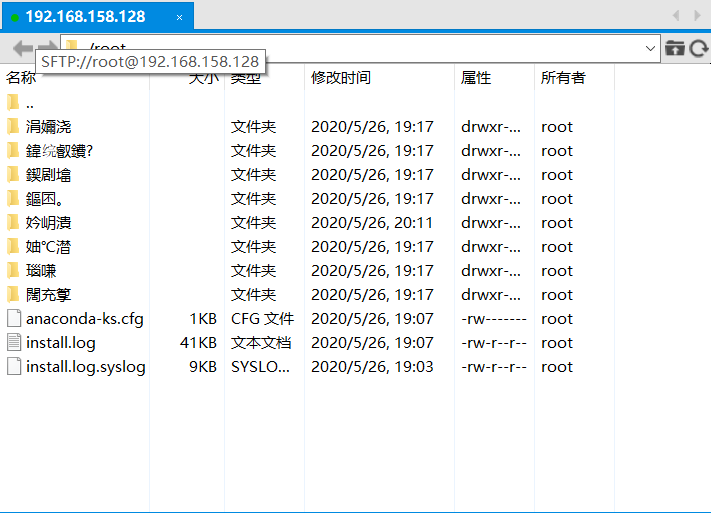 192.168.158.128 ×
/root
SFTP://root@192.168.158.128
名称 大小 类型 修改时间 属性 所有者
..
涓嬭浇 文件夹 2020/5/26, 19:17 drwxr-... root
鍏叡鐨? 文件夹 2020/5/26, 19:17 drwxr-... root
鍥剧墖 文件夹 2020/5/26, 19:17 drwxr-... root
鏂囨。 文件夹 2020/5/26, 19:17 drwxr-... root
妗岄潰 文件夹 2020/5/26, 20:11 drwxr-... root
妯℃澘 文件夹 2020/5/26, 19:17 drwxr-... root
瑙嗛 文件夹 2020/5/26, 19:17 drwxr-... root
闊充箰 文件夹 2020/5/26, 19:17 drwxr-... root
anaconda-ks.cfg 1KB CFG 文件 2020/5/26, 19:07 -rw------- root
install.log 41KB 文本文档 2020/5/26, 19:07 -rw-r--r-- root
install.log.syslog 9KB SYSLO... 2020/5/26, 19:03 -rw-r--r-- root